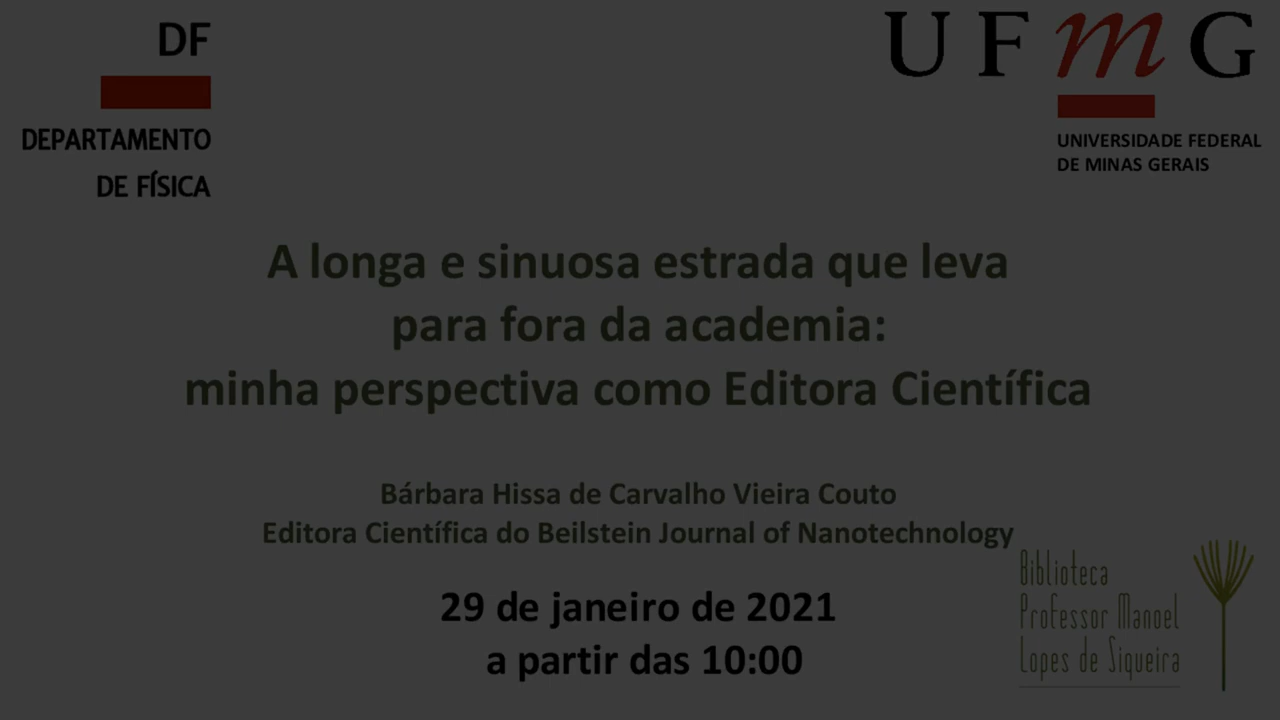 DF
DEPARTAMENTO
DE FÍSICA
UFmG
UNIVERSIDADE FEDERAL
DE MINAS GERAIS
A longa e sinuosa estrada que leva
para fora da academia:
minha perspectiva como Editora Científica
Bárbara Hissa de Carvalho Vieira Couto
Editora Científica do Beilstein Journal of Nanotechnology
29 de janeiro de 2021
a partir das 10:00
Biblioteca
Professor Manoel
Lopes de Siqueira